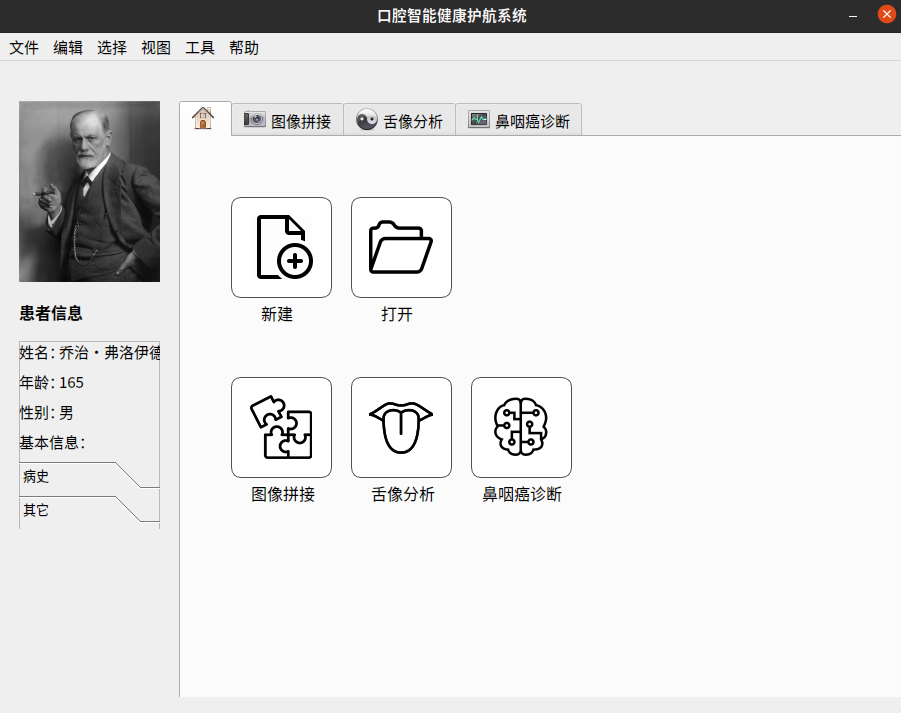 口腔智能健康护航系统
文件 编辑 选择 视图 工具 帮助
图像拼接 舌像分析 鼻咽癌诊断
新建 打开
患者信息
姓名：乔治·弗洛伊德
年龄：165
性别：男
基本信息：
病史
其它
图像拼接 舌像分析 鼻咽癌诊断